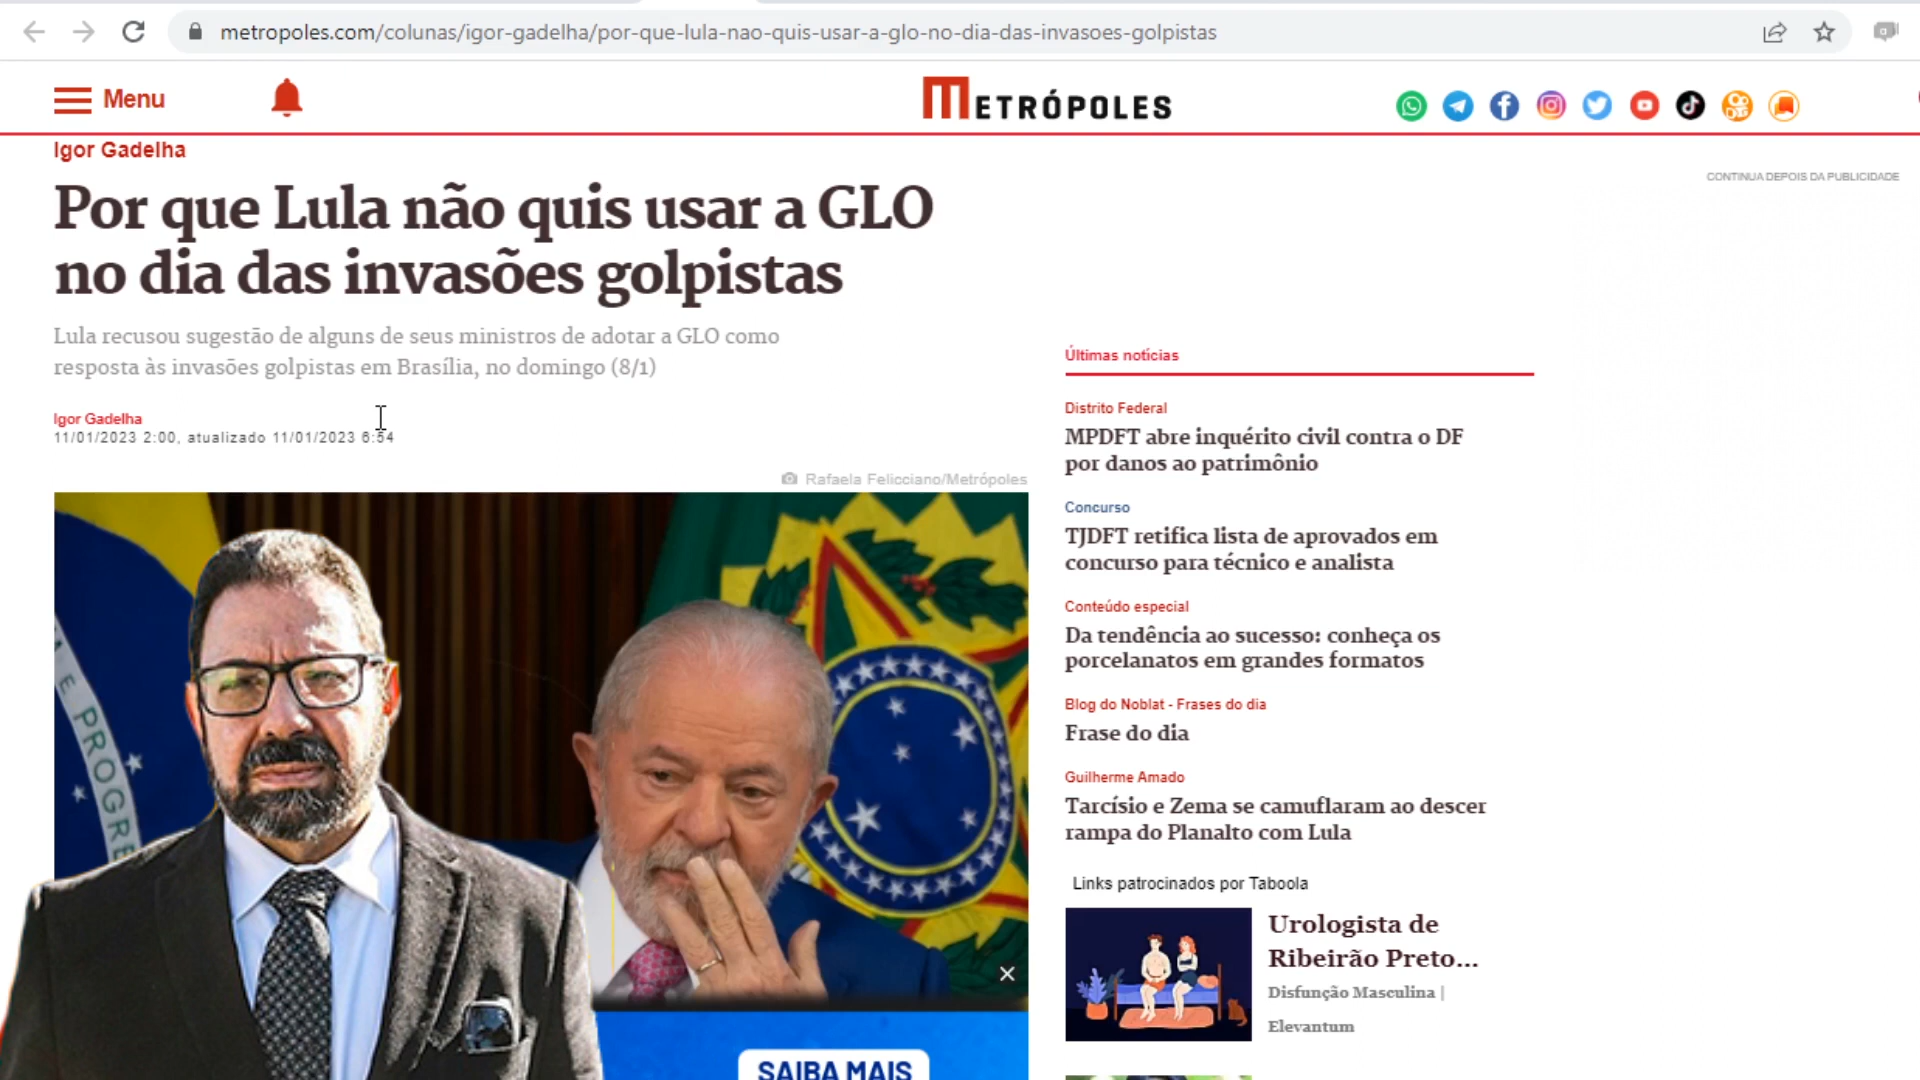 metropoles.com/colunas/igor-gadelha/por-que-lula-nao-quis-usar-a-glo-no-dia-das-invasoes-golpistas
Menu
METRÓPOLES
Igor Gadelha
Por que Lula não quis usar a GLO
no dia das invasões golpistas
Lula recusou sugestão de alguns de seus ministros de adotar a GLO como
resposta às invasões golpistas em Brasília, no domingo (8/1)
Igor Gadelha
11/01/2023 2:00, atualizado 11/01/2023 6:54
Rafaela Felicciano/Metrópoles
E PROGRE
SAIBA MAIS
CONTINUA DEPOIS DA PUBLICIDADE
Últimas notícias
Distrito Federal
MPDFT abre inquérito civil contra o DF
por danos ao patrimônio
Concurso
TJDFT retifica lista de aprovados em
concurso para técnico e analista
Conteúdo especial
Da tendência ao sucesso: conheça os
porcelanatos em grandes formatos
Blog do Noblat - Frases do dia
Frase do dia
Guilherme Amado
Tarcísio e Zema se camuflaram ao descer
rampa do Planalto com Lula
Links patrocinados por Taboola
Urologista de
Ribeirão Preto...
Disfunção Masculina |
Elevantum